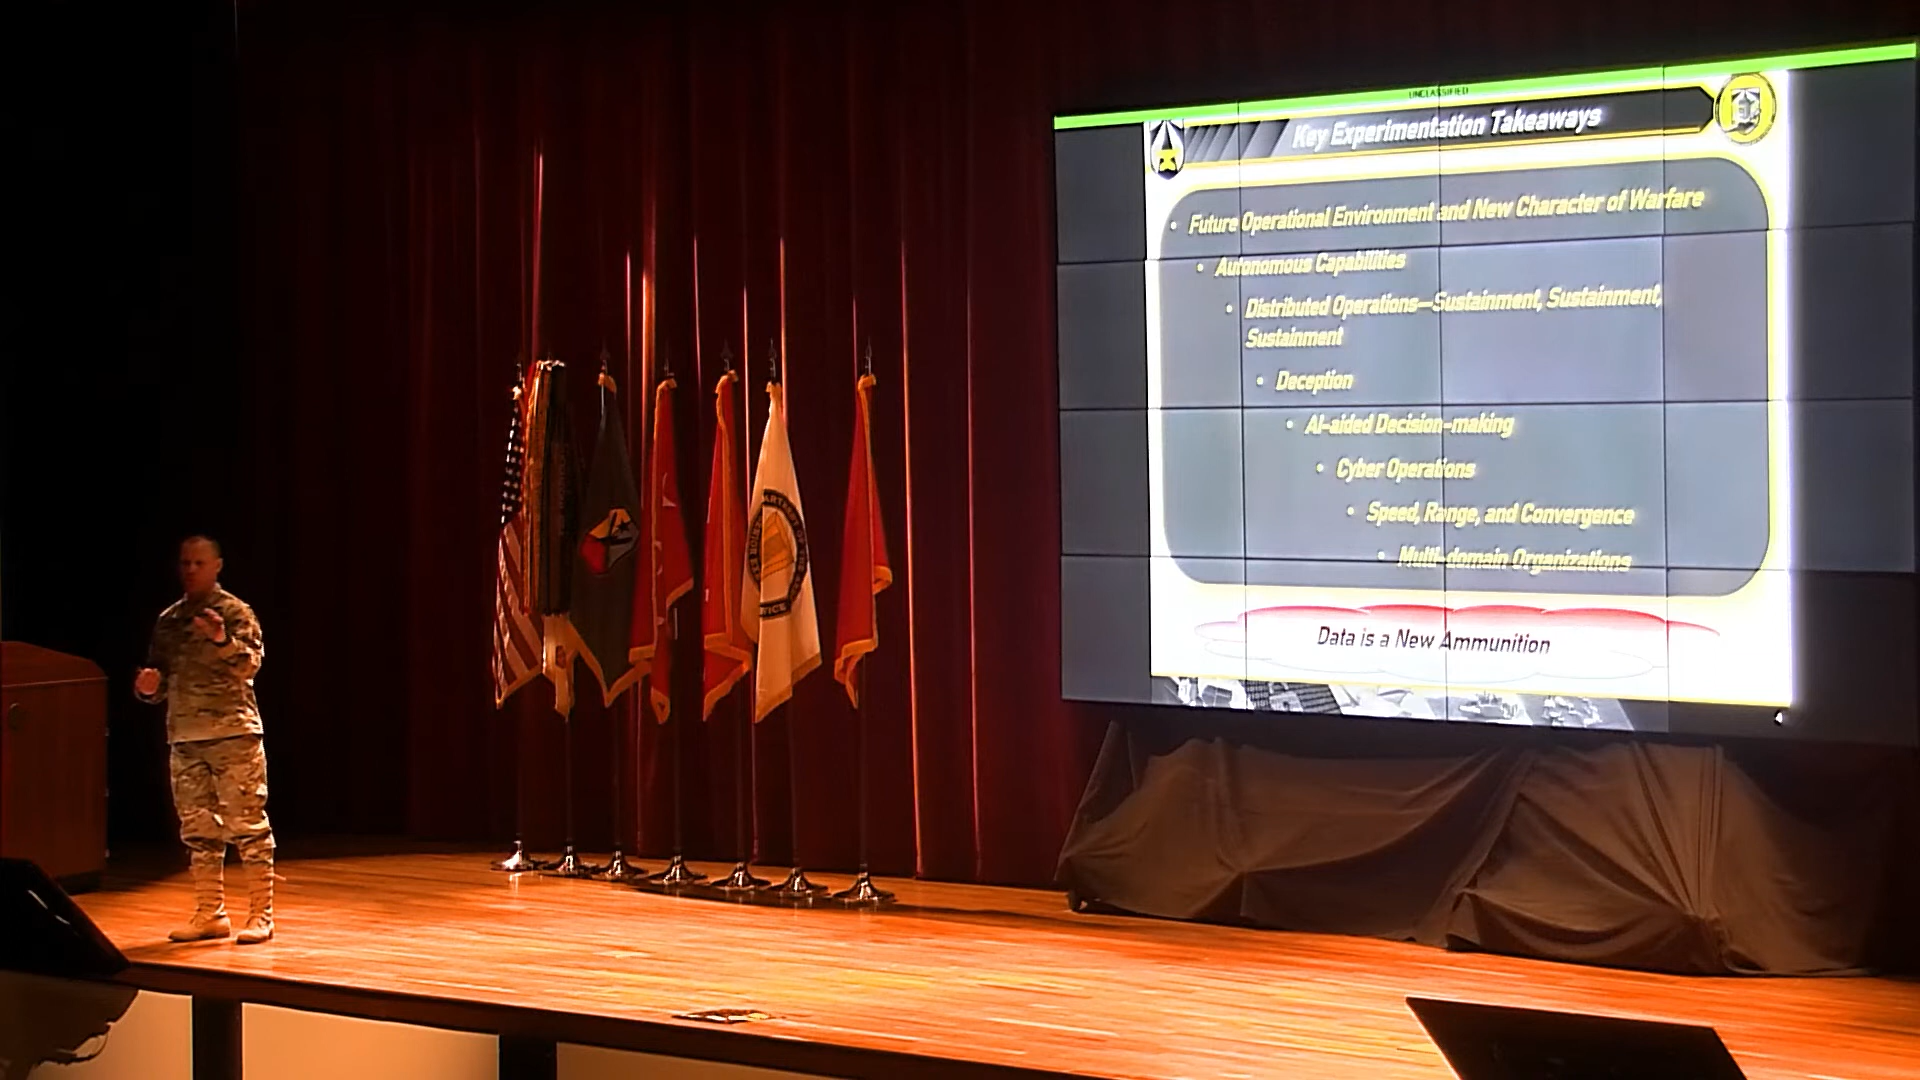 UNCLASSIFIED
Key Experimentation Takeaways
• Future Operational Environment and New Character of Warfare
• Autonomous Capabilities
• Distributed Operations—Sustainment, Sustainment,
Sustainment
• Deception
• AI-aided Decision-making
• Cyber Operations
• Speed, Range, and Convergence
• Multi-domain Organizations
Data is a New Ammunition
4